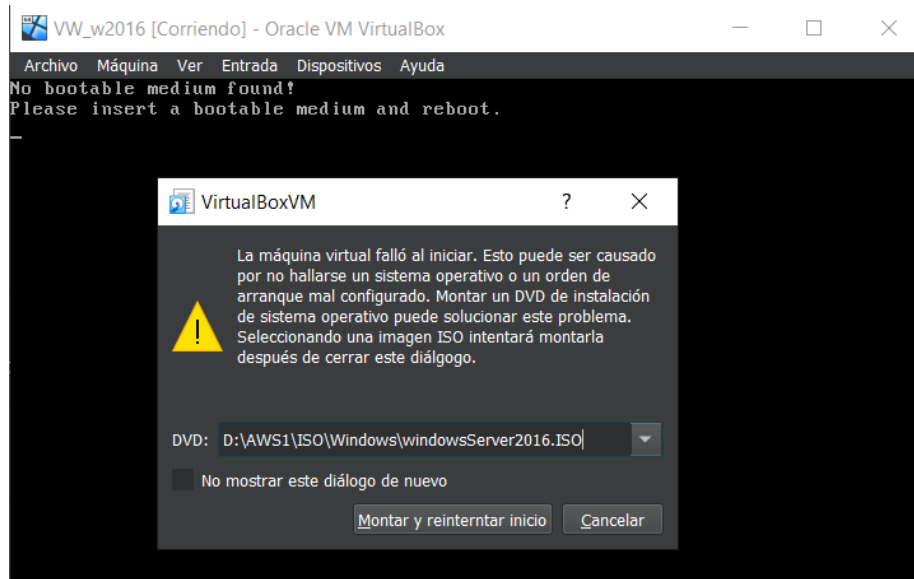 VW_w2016 [Corriendo] - Oracle VM VirtualBox
Archivo Máquina Ver Entrada Dispositivos Ayuda
No bootable medium found!
Please insert a bootable medium and reboot.
_
VirtualBoxVM ?
La máquina virtual falló al iniciar. Esto puede ser causado
por no hallarse un sistema operativo o un orden de
arranque mal configurado. Montar un DVD de instalación
de sistema operativo puede solucionar este problema.
Seleccionando una imagen ISO intentará montarla
después de cerrar este diálgogo.
DVD: D:\AWS1\ISO\Windows\windowsServer2016.ISO
No mostrar este diálogo de nuevo
Montar y reinterntar inicio Cancelar